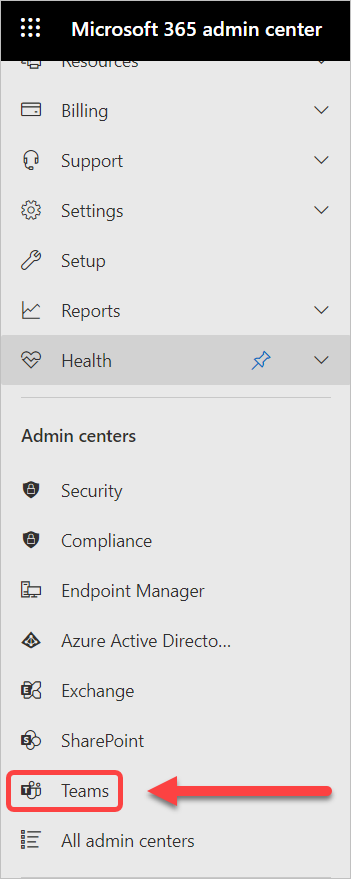 Microsoft 365 admin center
Resources
Billing
Support
Settings
Setup
Reports
Health
Admin centers
Security
Compliance
Endpoint Manager
Azure Active Directo...
Exchange
SharePoint
Teams
All admin centers